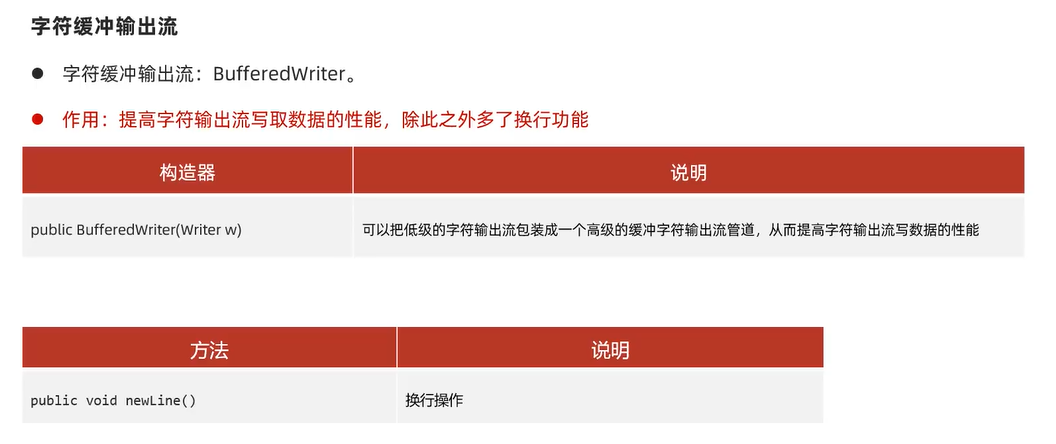 字符缓冲输出流
● 字符缓冲输出流：BufferedWriter。
● 作用：提高字符输出流写取数据的性能，除此之外多了换行功能
构造器 说明
public BufferedWriter(Writer w) 可以把低级的字符输出流包装成一个高级的缓冲字符输出流管道，从而提高字符输出流写数据的性能
方法 说明
public void newLine() 换行操作